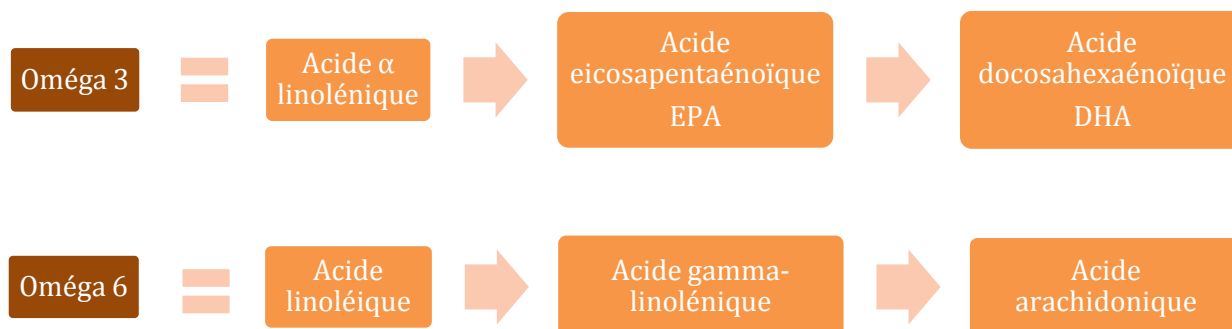 Oméga 3
Acide α
linolénique
Acide
eicosapentaénoïque
EPA
Acide
docosahexaénoïque
DHA
Oméga 6
Acide
linoléique
Acide gamma-
linolénique
Acide
arachidonique